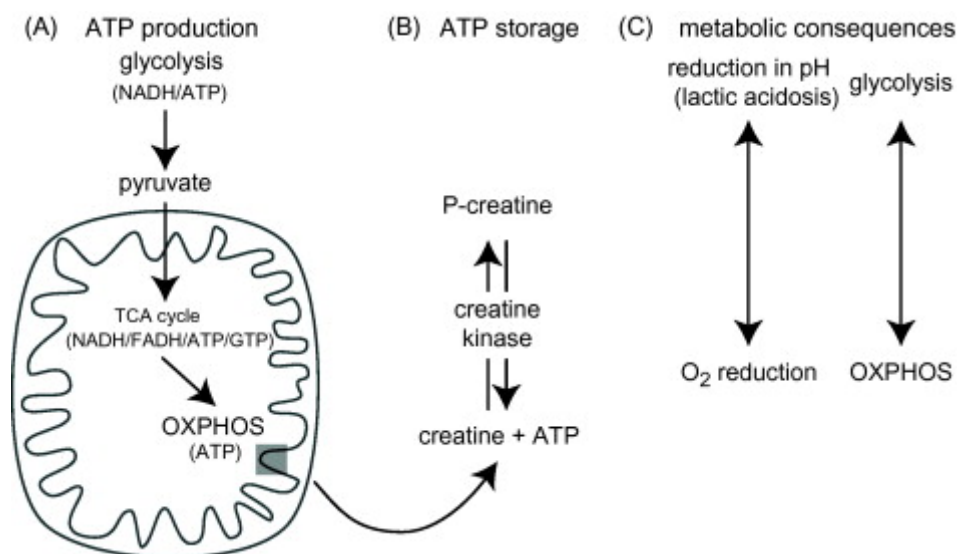 (A) ATP production
glycolysis
(NADH/ATP)
pyruvate
TCA cycle
(NADH/FADH/ATP/GTP)
OXPHOS
(ATP)
(B) ATP storage
P-creatine
creatine
kinase
creatine + ATP
(C) metabolic consequences
reduction in pH
(lactic acidosis)
glycolysis
O₂ reduction
OXPHOS